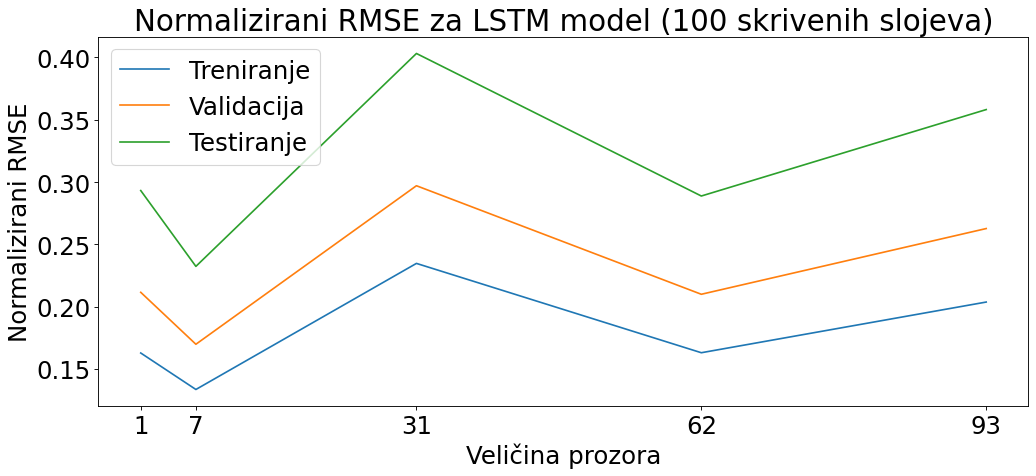 Normalizirani RMSE za LSTM model (100 skrivenih slojeva)
Normalizirani RMSE
0.40
0.35
0.30
0.25
0.20
0.15
Treniranje
Validacija
Testiranje
1 7 31 62 93
Veličina prozora